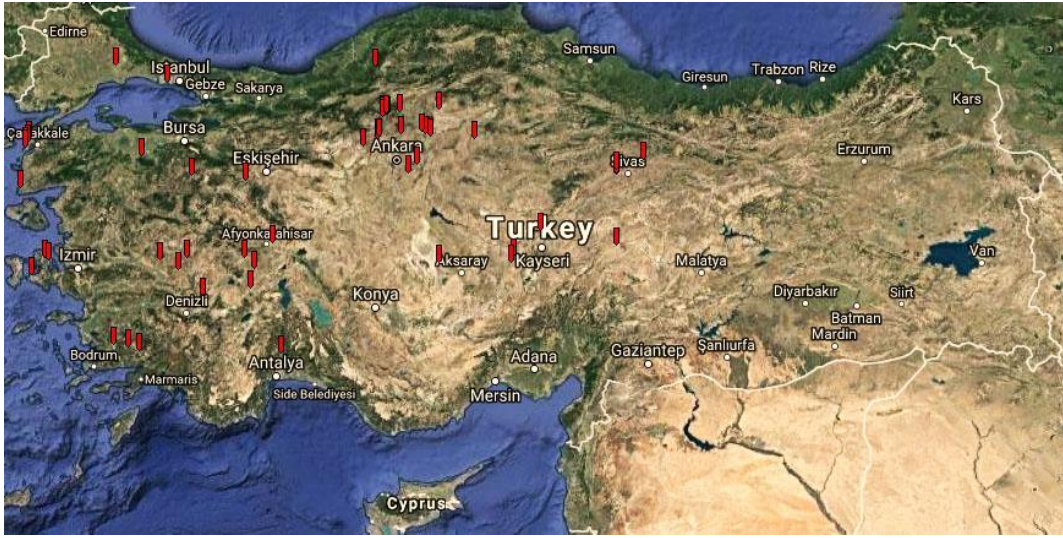 Edirne
Istanbul
Gebze
Sakarya
Samsun
Giresun
Trabzon
Rize
Kars
Çanakkale
Bursa
Eskişehir
Ankara
Sivas
Erzurum
Turkey
Afyonkarahisar
Izmir
Aksaray
Kayseri
Malatya
Van
Konya
Denizli
Diyarbakır
Siirt
Batman
Mardin
Bodrum
Marmaris
Antalya
Side Belediyesi
Adana
Mersin
Gaziantep
Şanlıurfa
Cyprus